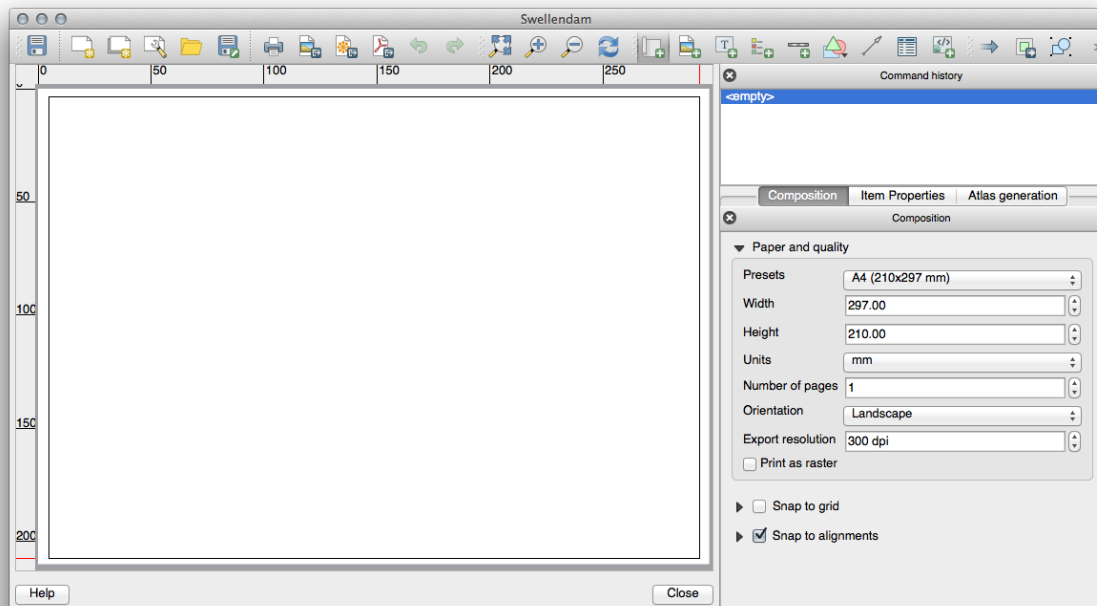 Swellendam
0 50 100 150 200 250
0
50
100
150
200
Command history
<empty>
Composition Item Properties Atlas generation
Composition
Paper and quality
Presets A4 (210x297 mm)
Width 297.00
Height 210.00
Units mm
Number of pages 1
Orientation Landscape
Export resolution 300 dpi
Print as raster
Snap to grid
Snap to alignments
Help Close